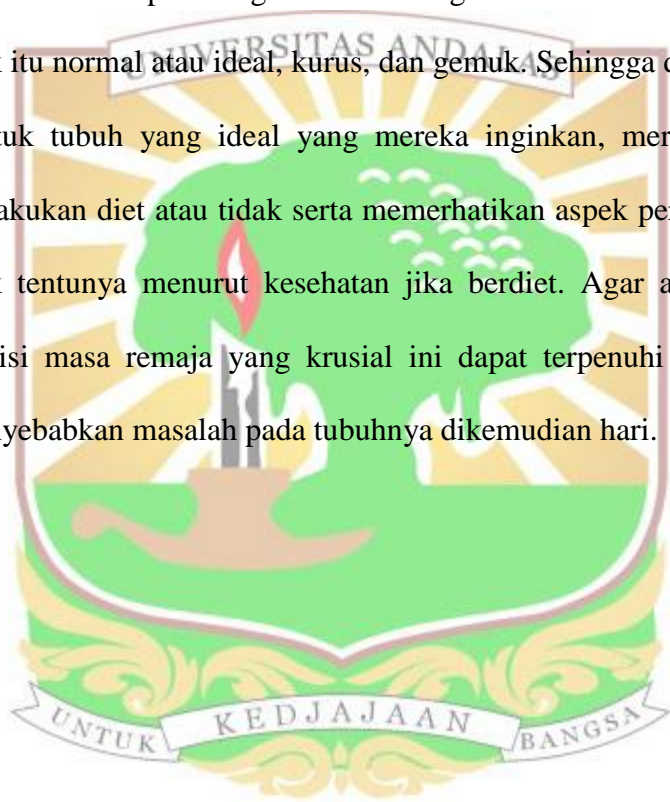 UNIVERSITAS ANDALAS
itu normal atau ideal, kurus, dan gemuk. Sehingga
tuk tubuh yang ideal yang mereka inginkan, mer
akukan diet atau tidak serta memerhatikan aspek pe
tentunya menurut kesehatan jika berdiet. Agar a
isi masa remaja yang krusial ini dapat terpenuhi
nyebabkan masalah pada tubuhnya dikemudian hari.
UNTUK KEDJAJAAN BANGSA